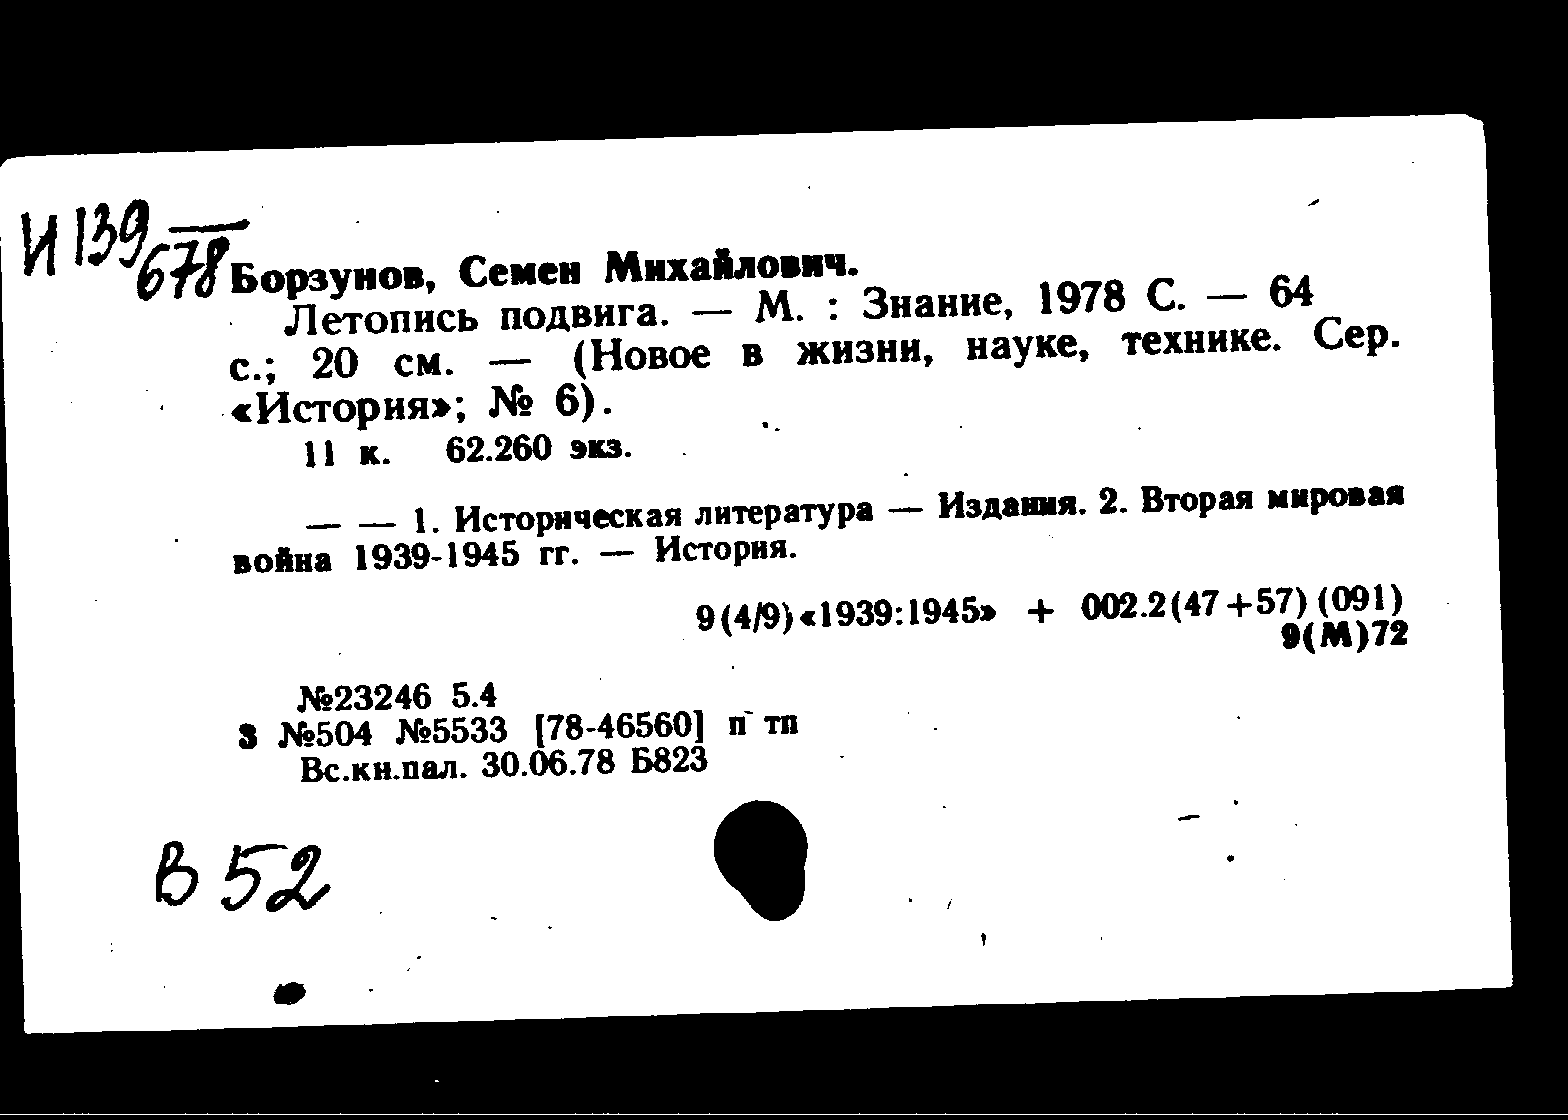 И 139
678
Борзунов, Семен Михайлович.
Летопись подвига. — М. : Знание, 1978 С. — 64
с.; 20 см. — (Новое в жизни, науке, технике. Сер.
«История»; № 6).
11 к. 62.260 экз.
— — 1. Историческая литература — Издания. 2. Вторая мировая
война 1939-1945 гг. — История.
9(4/9)«1939:1945» + 002.2(47+57)(091)
9(М)72
№23246 5.4
3 №504 №5533 [78-46560] п тп
Вс.кн.пал. 30.06.78 Б823
В 52